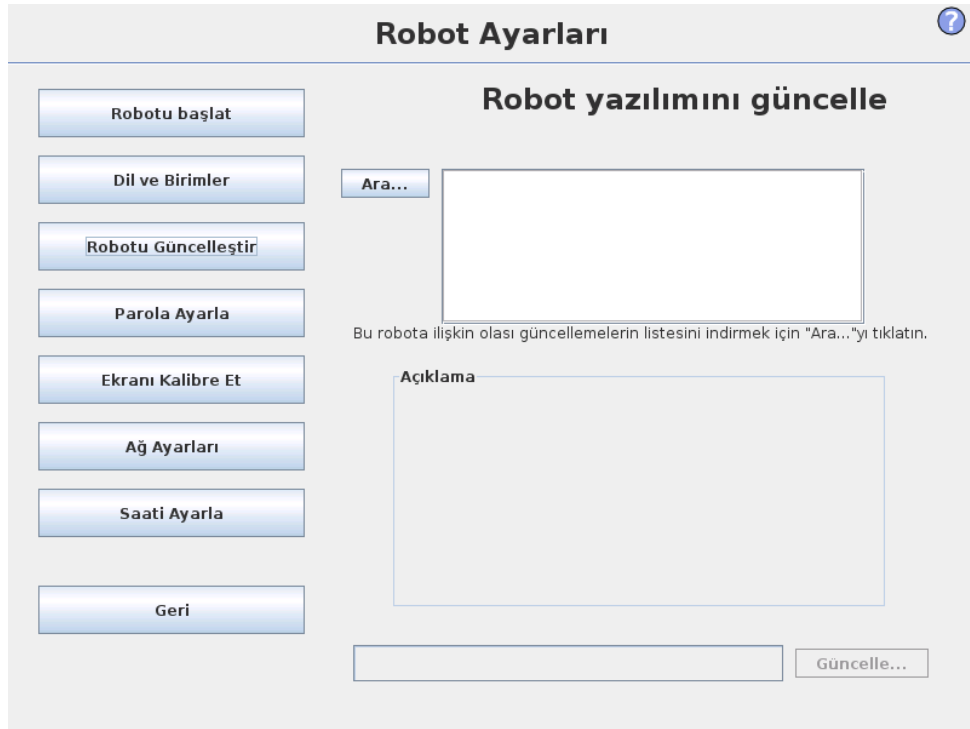 Robot Ayarları
?
Robotu başlat
Dil ve Birimler
Robotu Güncelleştir
Parola Ayarla
Ekranı Kalibre Et
Ağ Ayarları
Saati Ayarla
Geri
Robot yazılımını güncelle
Ara...
Bu robota ilişkin olası güncellemelerin listesini indirmek için "Ara..."yı tıklatın.
Açıklama
Güncelle...